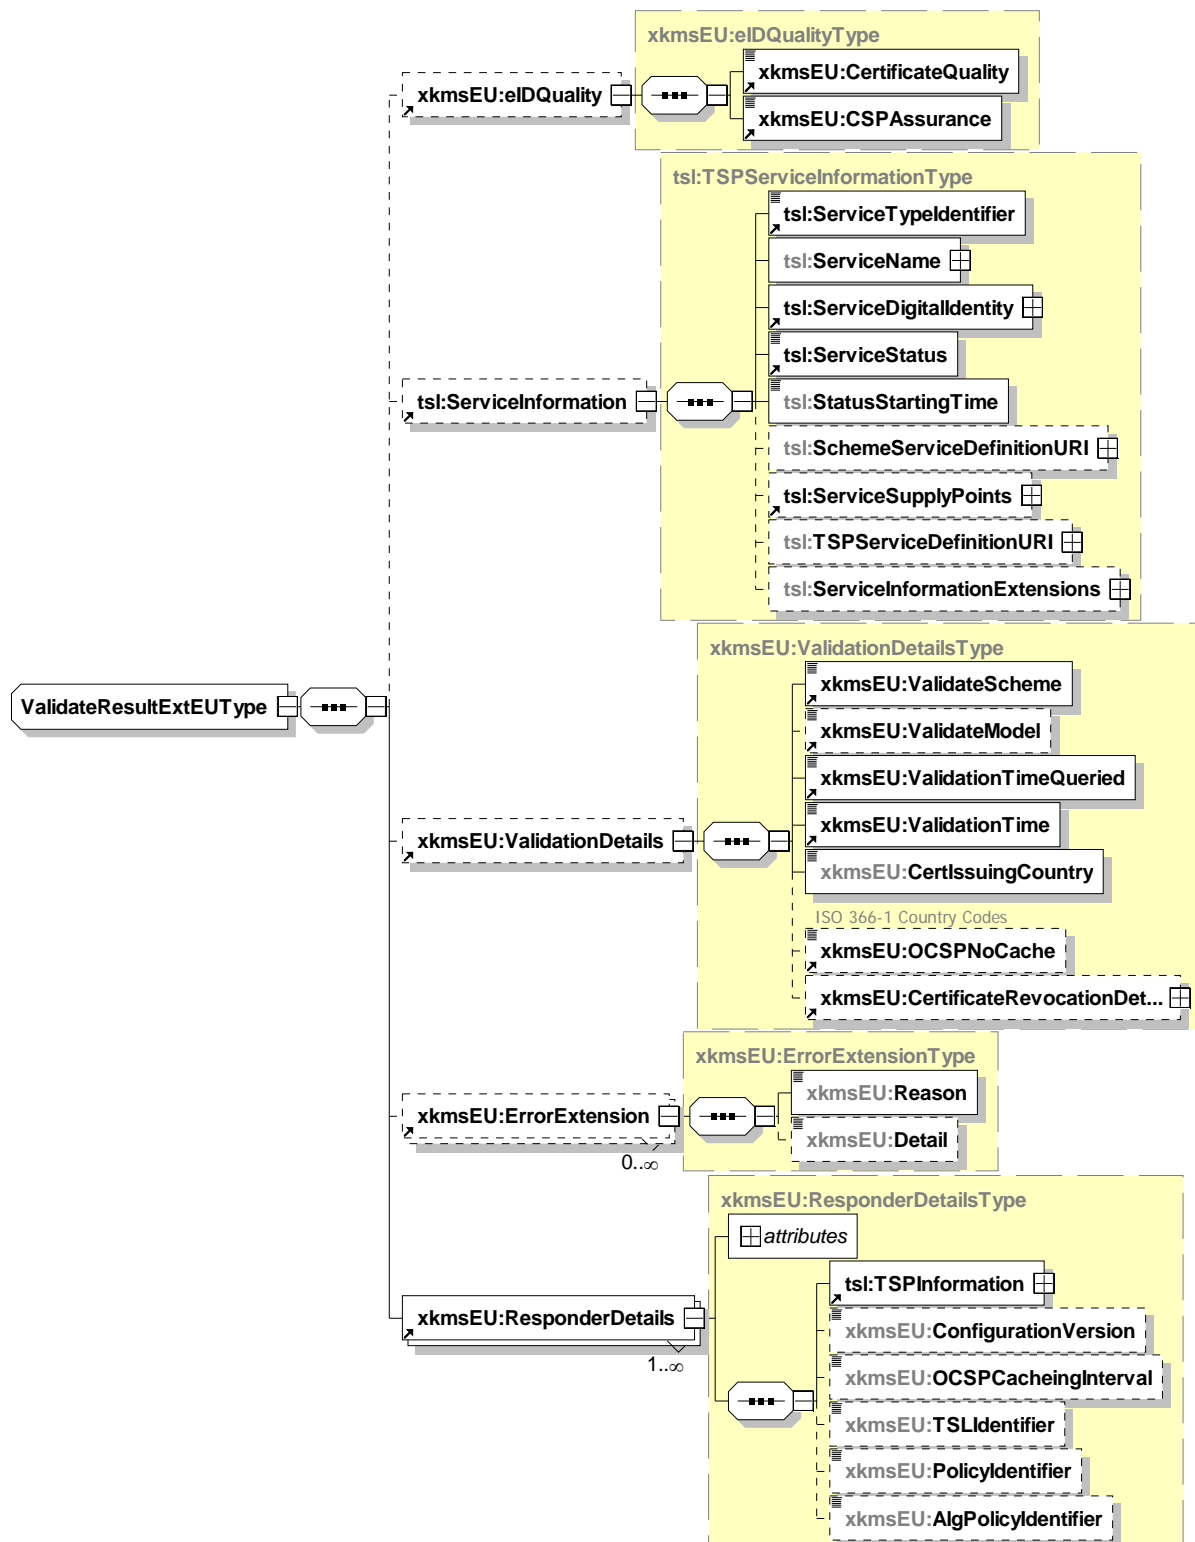 xkmsEU:eIDQualityType
xkmsEU:eIDQuality
xkmsEU:CertificateQuality
xkmsEU:CSPAssurance
tsl:TSPServiceInformationType
tsl:ServiceInformation
tsl:ServiceTypeIdentifier
tsl:ServiceName
tsl:ServiceDigitalIdentity
tsl:ServiceStatus
tsl:StatusStartingTime
tsl:SchemeServiceDefinitionURI
tsl:ServiceSupplyPoints
tsl:TSPServiceDefinitionURI
tsl:ServiceInformationExtensions
ValidateResultExtEUType
xkmsEU:ValidationDetailsType
xkmsEU:ValidationDetails
xkmsEU:ValidateScheme
xkmsEU:ValidateModel
xkmsEU:ValidationTimeQueried
xkmsEU:ValidationTime
xkmsEU:CertIssuingCountry
ISO 366-1 Country Codes
xkmsEU:OCSPNoCache
xkmsEU:CertificateRevocationDet...
xkmsEU:ErrorExtensionType
xkmsEU:ErrorExtension
0..∞
xkmsEU:Reason
xkmsEU:Detail
xkmsEU:ResponderDetailsType
attributes
xkmsEU:ResponderDetails
1..∞
tsl:TSPInformation
xkmsEU:ConfigurationVersion
xkmsEU:OCSPCacheingInterval
xkmsEU:TSLIdentifier
xkmsEU:PolicyIdentifier
xkmsEU:AlgPolicyIdentifier